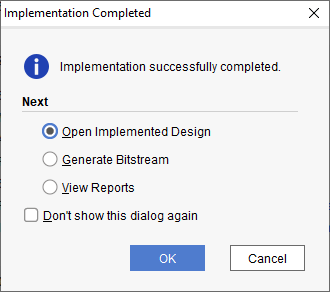 Implementation Completed
Implementation successfully completed.
Next
Open Implemented Design
Generate Bitstream
View Reports
Don't show this dialog again
OK
Cancel